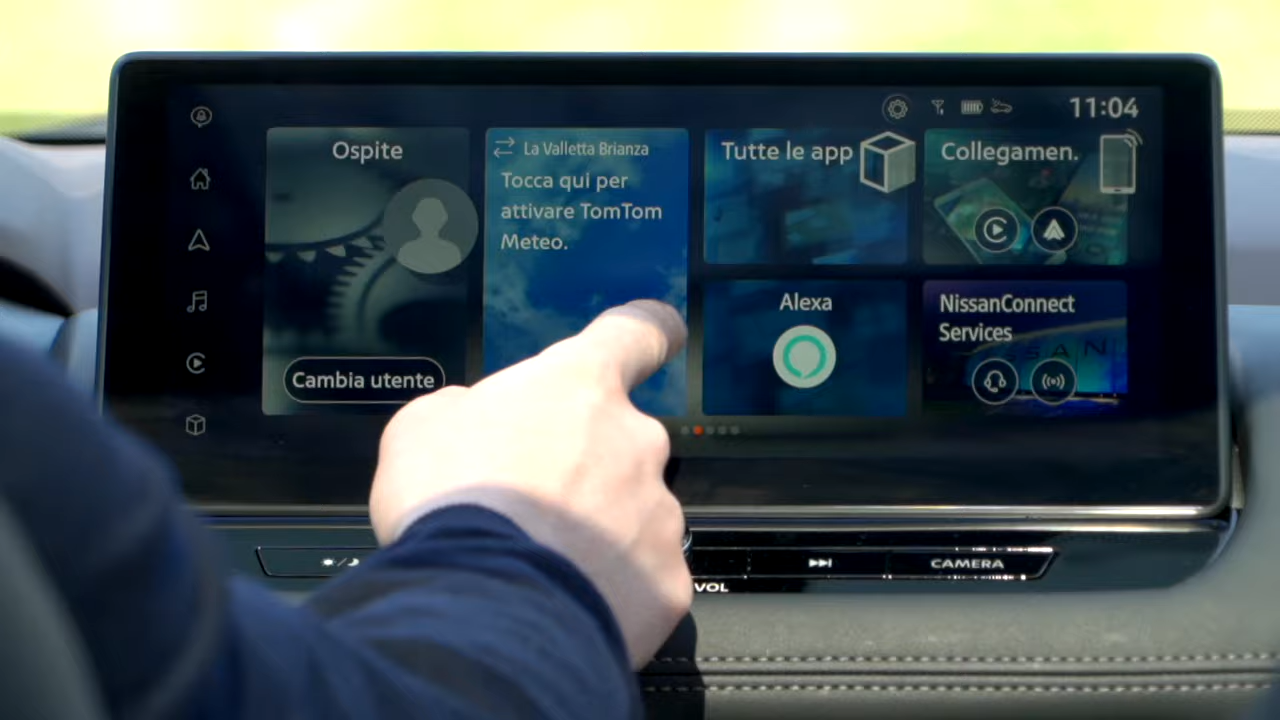 11:04
Ospite
Cambia utente
La Valletta Brianza
Tocca qui per
attivare TomTom
Meteo.
Tutte le app
Collegamen.
Alexa
NissanConnect
Services
NISSAN
CAMERA
VOL